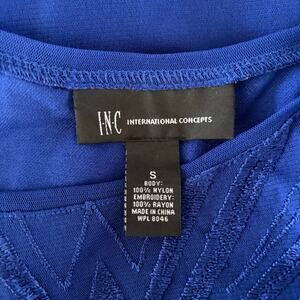 I·N·C INTERNATIONAL CONCEPTS
S
BODY:
100% NYLON
EMBROIDERY:
100% RAYON
MADE IN CHINA
WPL 8046